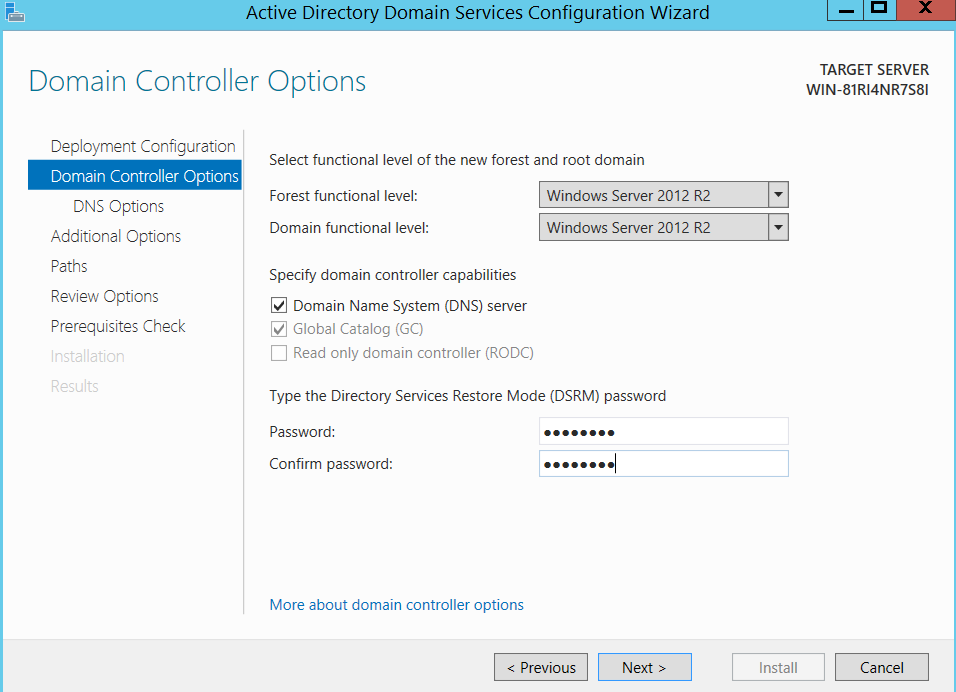 Active Directory Domain Services Configuration Wizard
Domain Controller Options
TARGET SERVER
WIN-81RI4NR7S8I
Deployment Configuration
Domain Controller Options
DNS Options
Additional Options
Paths
Review Options
Prerequisites Check
Installation
Results
Select functional level of the new forest and root domain
Forest functional level: Windows Server 2012 R2
Domain functional level: Windows Server 2012 R2
Specify domain controller capabilities
Domain Name System (DNS) server
Global Catalog (GC)
Read only domain controller (RODC)
Type the Directory Services Restore Mode (DSRM) password
Password: ●●●●●●●●
Confirm password: ●●●●●●●●
More about domain controller options
< Previous Next > Install Cancel